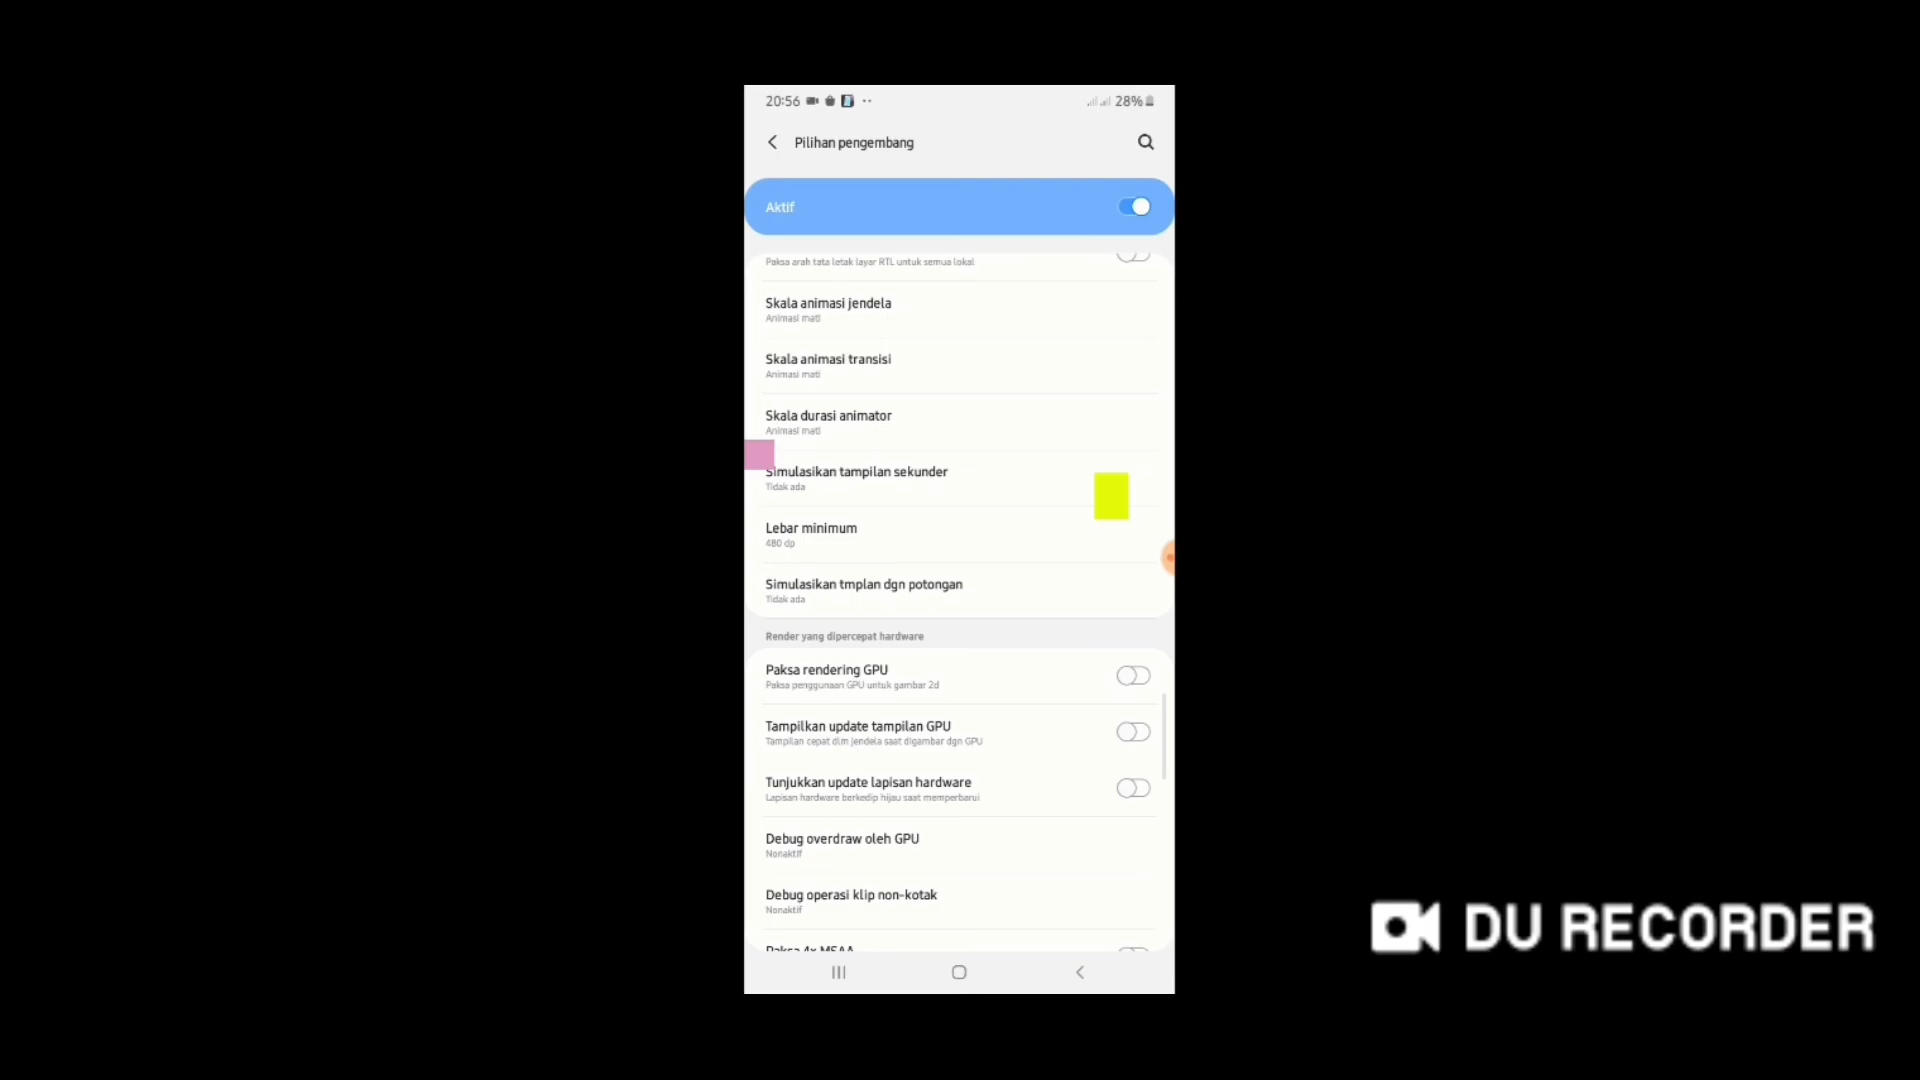 20:56
28%
Pilihan pengembang
Aktif
Paksa arah tata letak layar RTL untuk semua lokal
Skala animasi jendela
Animasi mati
Skala animasi transisi
Animasi mati
Skala durasi animator
Animasi mati
Simulasikan tampilan sekunder
Tidak ada
Lebar minimum
480 dp
Simulasikan tmplan dgn potongan
Tidak ada
Render yang dipercepat hardware
Paksa rendering GPU
Paksa penggunaan GPU untuk gambar 2d
Tampilkan update tampilan GPU
Tampilan cepat dlm jendela saat digambar dgn GPU
Tunjukkan update lapisan hardware
Lapisan hardware berkedip hijau saat memperbarui
Debug overdraw oleh GPU
Nonaktif
Debug operasi klip non-kotak
Nonaktif
Paksa 4x MSAA
DU RECORDER